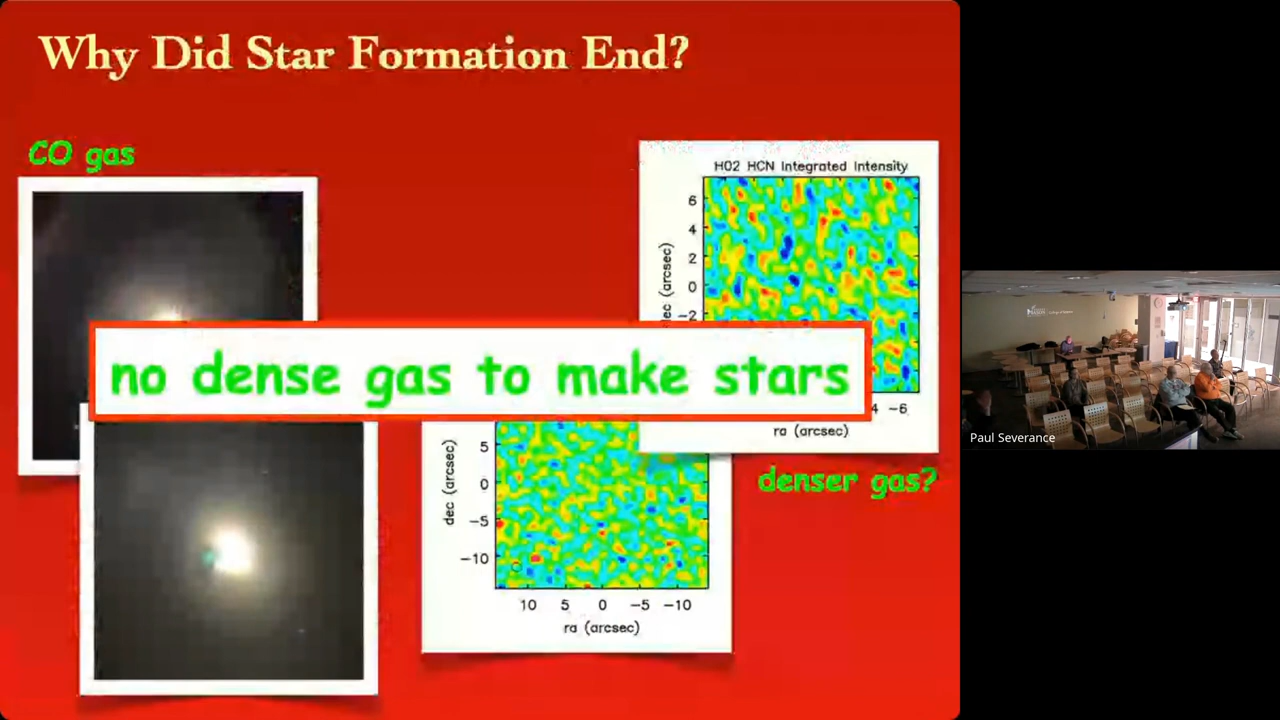 Why Did Star Formation End?
CO gas
H02 HCN Integrated Intensity
6
4
2
0
−2
dec (arcsec)
4 −6
ra (arcsec)
no dense gas to make stars
5
0
−5
−10
dec (arcsec)
10 5 0 −5 −10
ra (arcsec)
denser gas?
Paul Severance